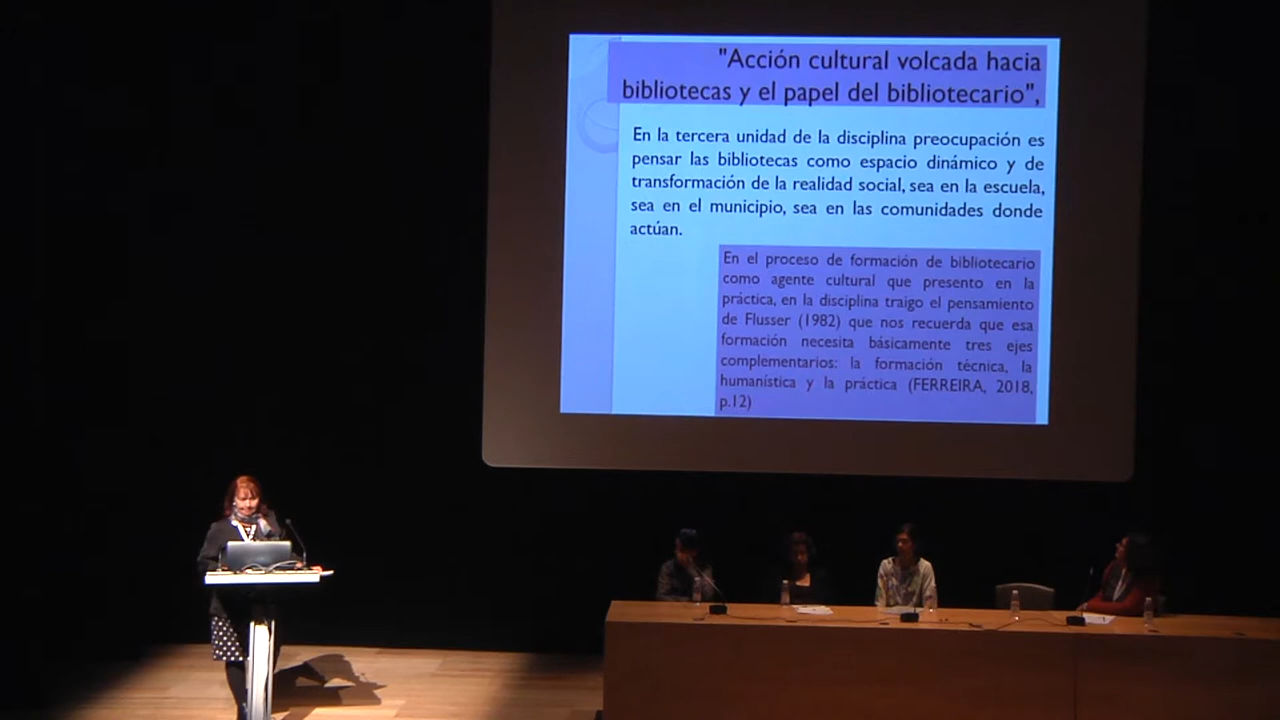 "Acción cultural volcada hacia
bibliotecas y el papel del bibliotecario",
En la tercera unidad de la disciplina preocupación es
pensar las bibliotecas como espacio dinámico y de
transformación de la realidad social, sea en la escuela,
sea en el municipio, sea en las comunidades donde
actúan.
En el proceso de formación de bibliotecario
como agente cultural que presento en la
práctica, en la disciplina traigo el pensamiento
de Flusser (1982) que nos recuerda que esa
formación necesita básicamente tres ejes
complementarios: la formación técnica, la
humanística y la práctica (FERREIRA, 2018,
p.12)